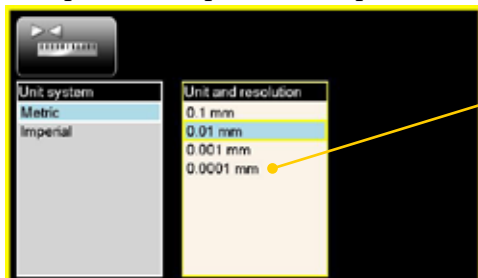 Unit system
Metric
Imperial
Unit and resolution
0.1 mm
0.01 mm
0.001 mm
0.0001 mm